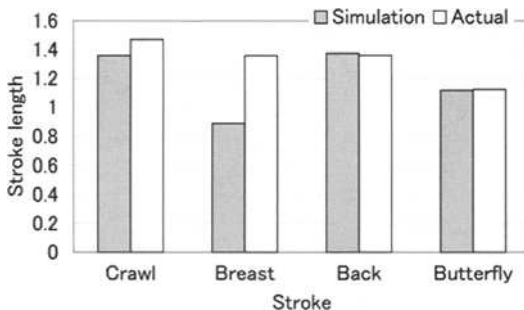 Simulation Actual
Stroke length
1.6
1.4
1.2
1
0.8
0.6
0.4
0.2
0
Crawl Breast Back Butterfly
Stroke